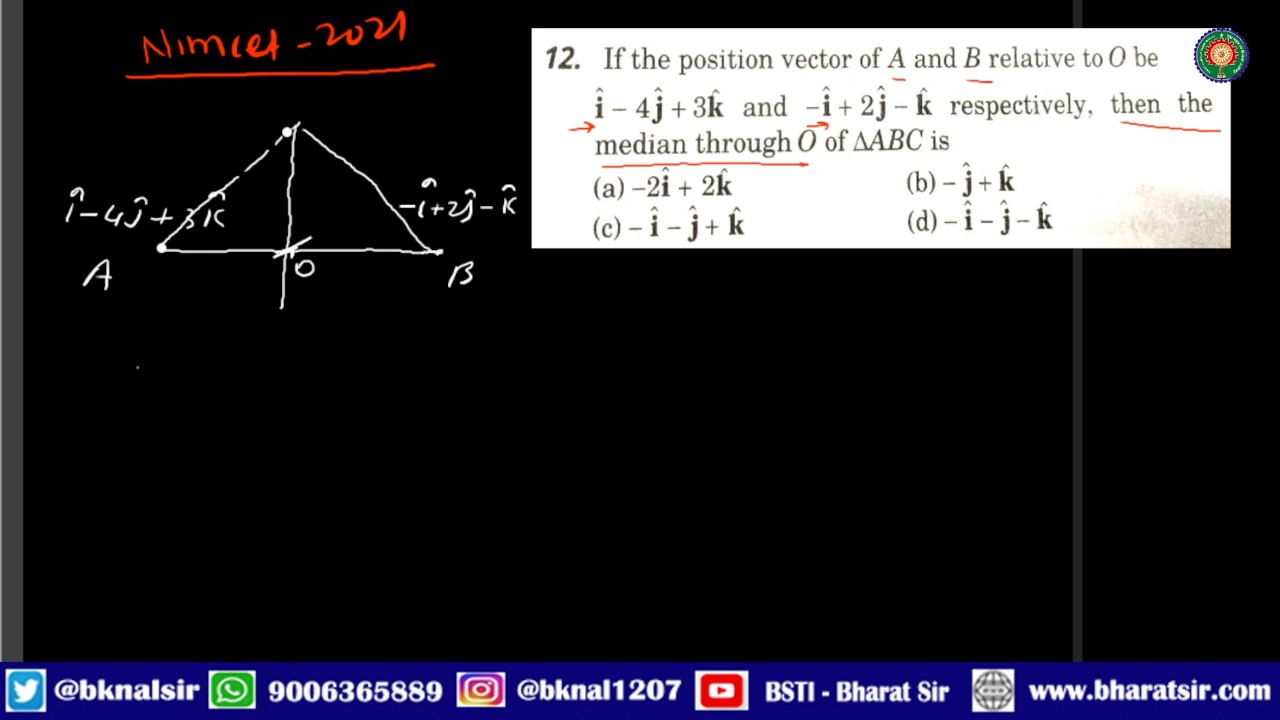 Nimcet - 2021
12. If the position vector of A and B relative to O be
î − 4ĵ + 3k̂ and −î + 2ĵ − k̂ respectively, then the
median through O of ΔABC is
(a) −2î + 2k̂ (b) − ĵ + k̂
(c) − î − ĵ + k̂ (d) − î − ĵ − k̂
î − 4ĵ + 3k̂ −î + 2ĵ − k̂
A O B
@bknalsir 9006365889 @bknal1207 BSTI - Bharat Sir www.bharatsir.com